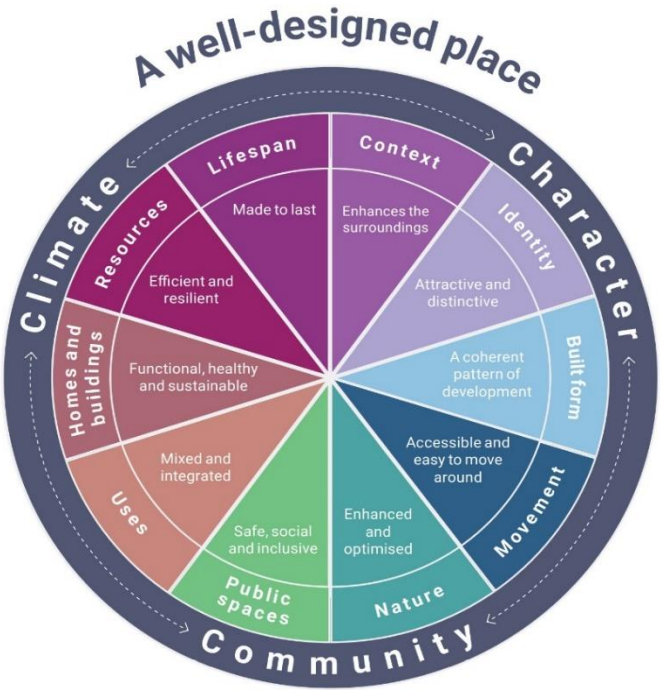 A well-designed place
Climate
Character
Community
Context
Enhances the
surroundings
Identity
Attractive and
distinctive
Built form
A coherent
pattern of
development
Movement
Accessible and
easy to move
around
Nature
Enhanced
and
optimised
Public
spaces
Safe, social
and inclusive
Uses
Mixed and
integrated
Homes and
buildings
Functional, healthy
and sustainable
Resources
Efficient and
resilient
Lifespan
Made to last